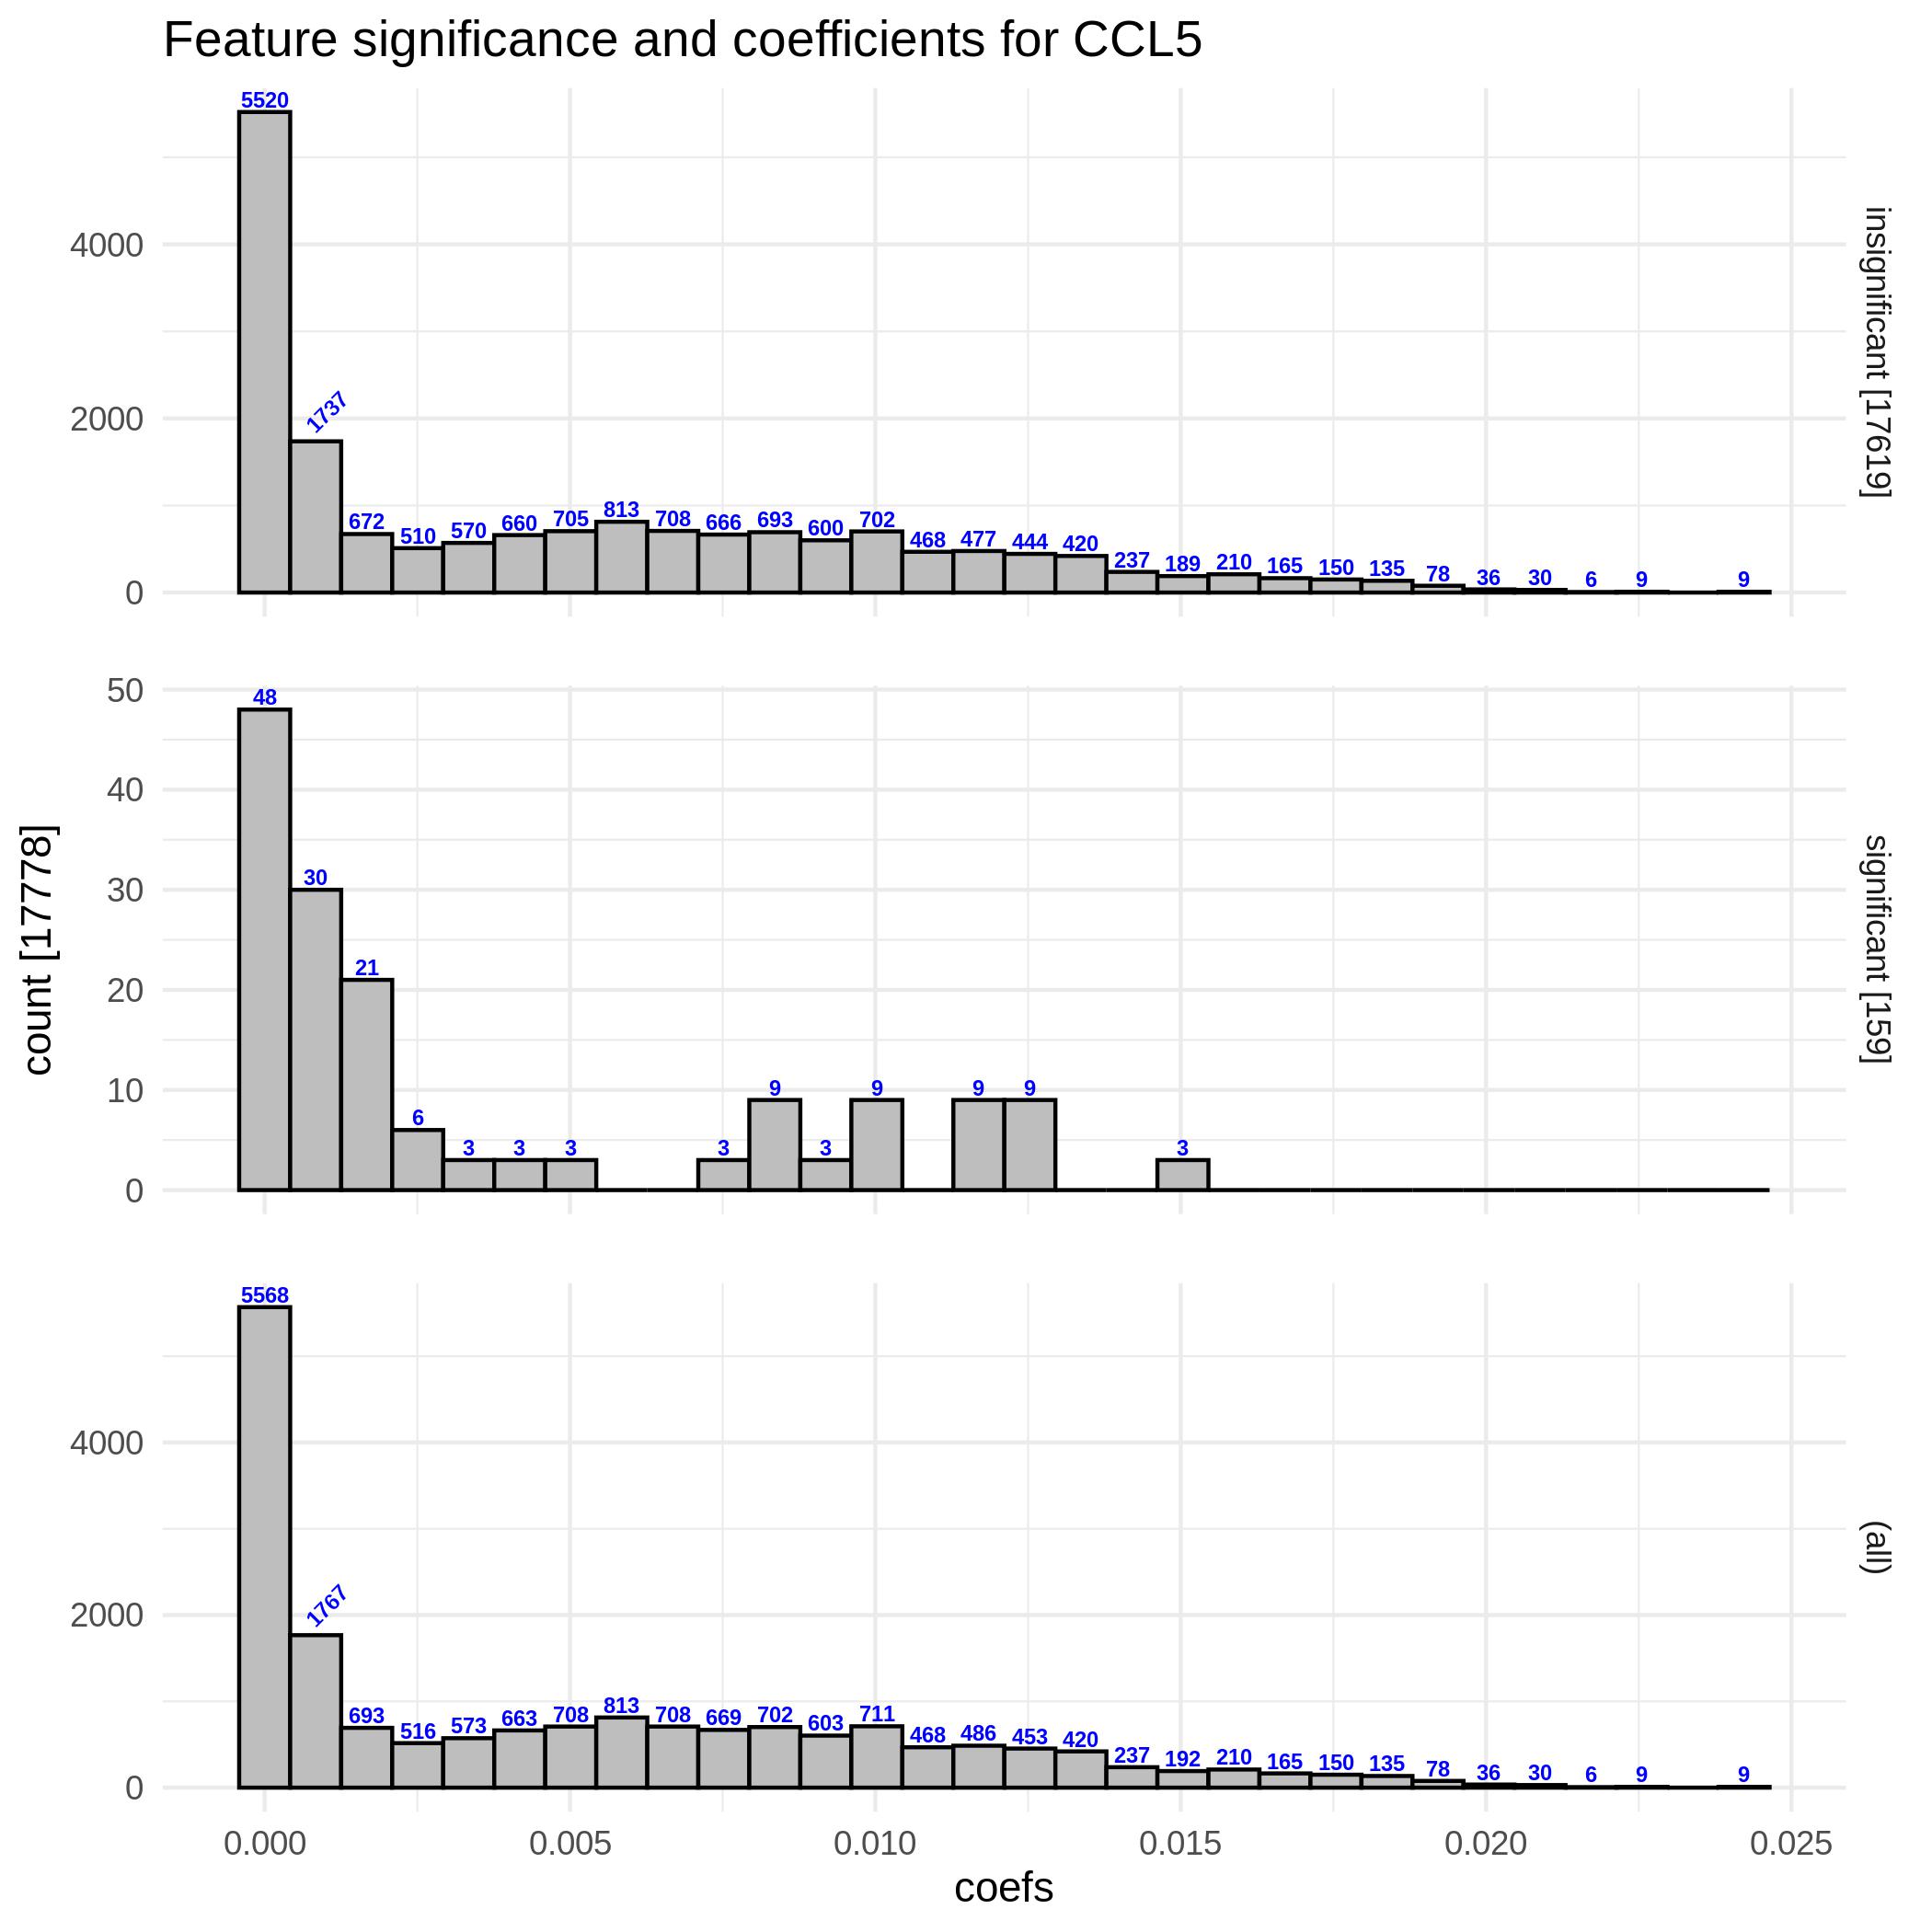 Feature significance and coefficients for CCL5
5520
1737
672 510 570 660 705 813 708 666 693 600 702 468 477 444 420 237 189 210 165 150 135 78 36 30 6 9 9
4000
2000
0
insignificant [17619]
count [17778]
48
30
21
6 3 3 3 3 9 3 9 9 9 3
50
40
30
20
10
0
significant [159]
5568
1767
693 516 573 663 708 813 708 669 702 603 711 468 486 453 420 237 192 210 165 150 135 78 36 30 6 9 9
4000
2000
0
(all)
0.000 0.005 0.010 0.015 0.020 0.025
coefs